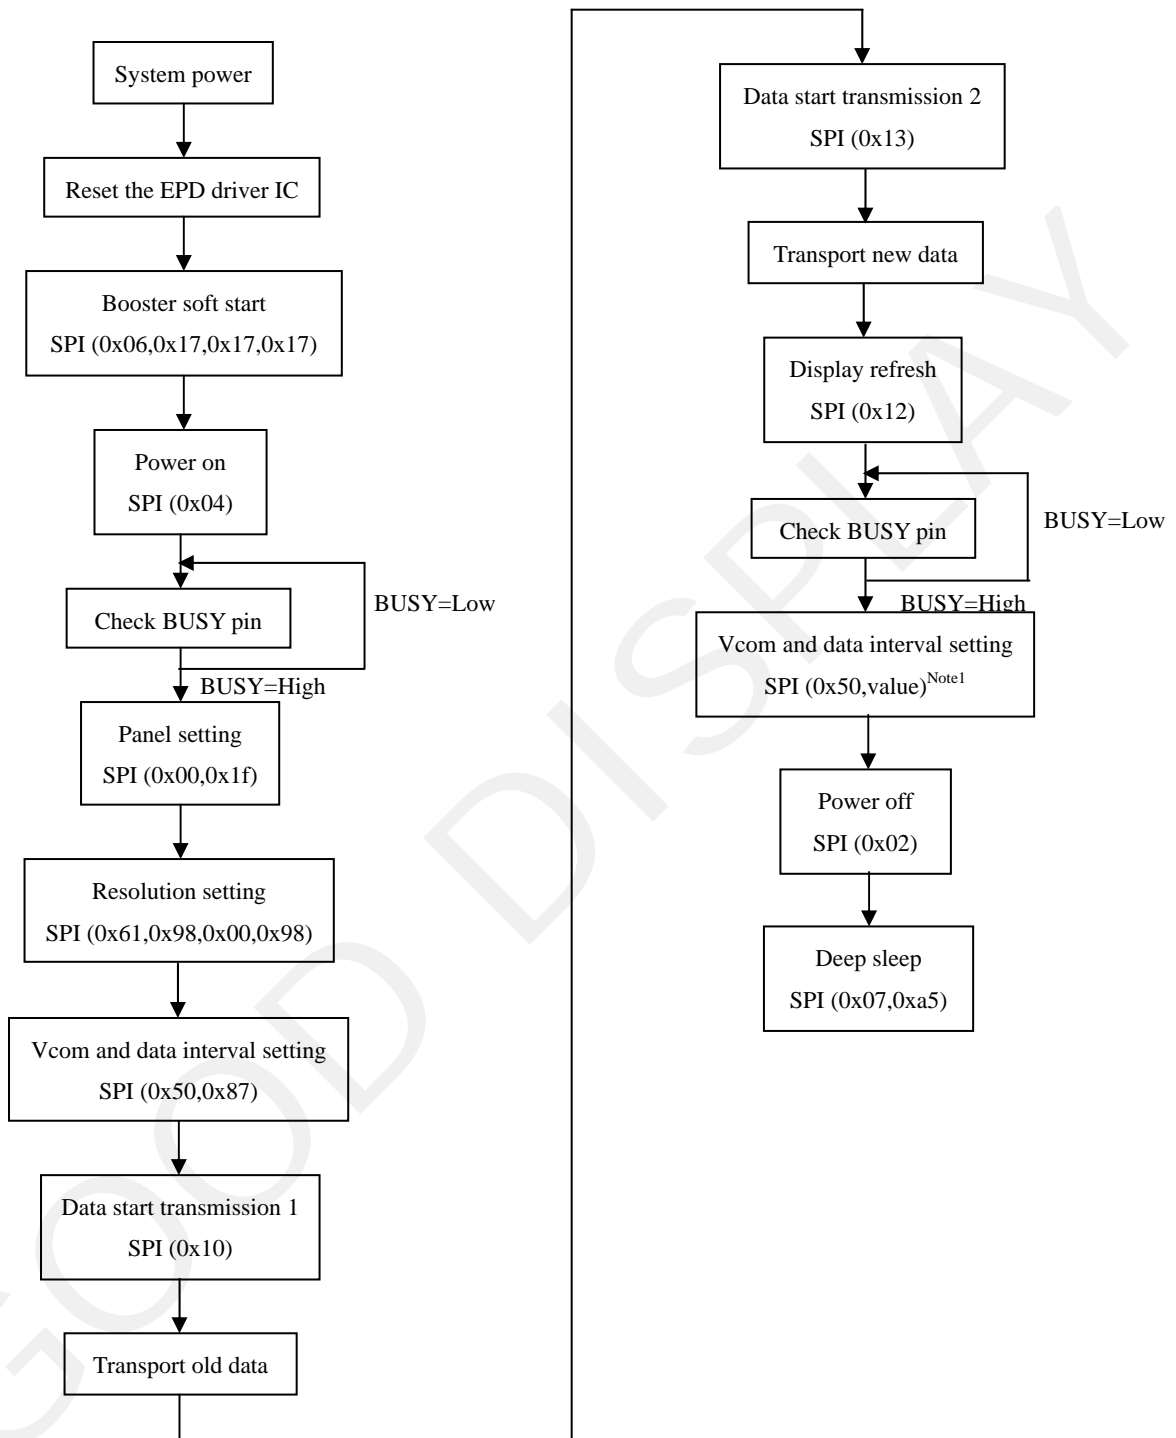 System power
Reset the EPD driver IC
Booster soft start
SPI (0x06,0x17,0x17,0x17)
Power on
SPI (0x04)
Check BUSY pin
BUSY=Low
BUSY=High
Panel setting
SPI (0x00,0x1f)
Resolution setting
SPI (0x61,0x98,0x00,0x98)
Vcom and data interval setting
SPI (0x50,0x87)
Data start transmission 1
SPI (0x10)
Transport old data
Data start transmission 2
SPI (0x13)
Transport new data
Display refresh
SPI (0x12)
Check BUSY pin
BUSY=Low
BUSY=High
Vcom and data interval setting
SPI (0x50,value)Note1
Power off
SPI (0x02)
Deep sleep
SPI (0x07,0xa5)
GOOD DISPLAY